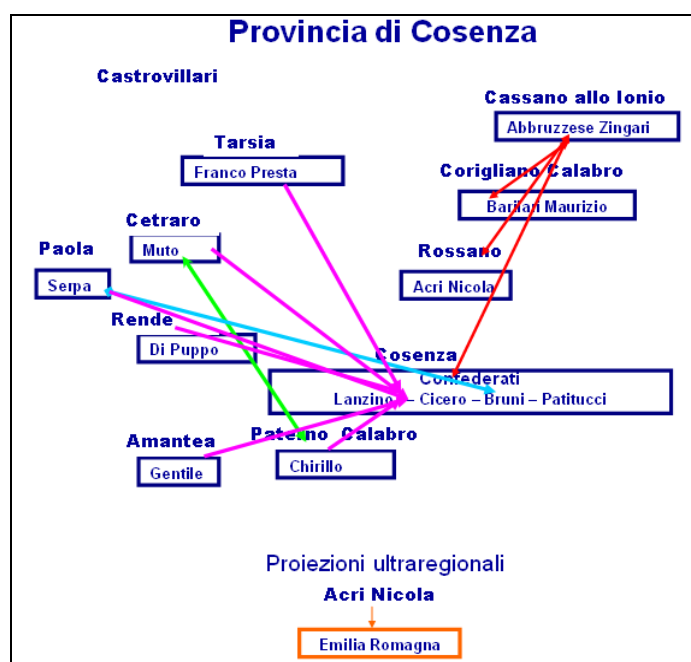 Provincia di Cosenza
Castrovillari
Cassano allo Ionio
Abbruzzese Zingari
Tarsia
Franco Presta
Corigliano Calabro
Barilari Maurizio
Cetraro
Muto
Rossano
Acri Nicola
Paola
Serpa
Rende
Di Puppo
Cosenza
Confederati
Lanzino – Cicero – Bruni – Patitucci
Amantea
Gentile
Paterno Calabro
Chirillo
Proiezioni ultraregionali
Acri Nicola
Emilia Romagna